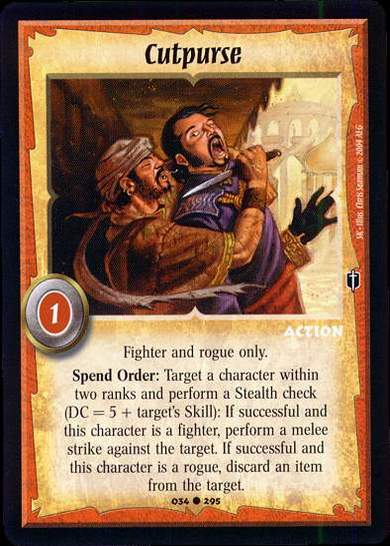 Cutpurse
SK • Illus. Chris Seaman © 2004 AEG
1
ACTION
Fighter and rogue only.
Spend Order: Target a character within
two ranks and perform a Stealth check
(DC = 5 + target's Skill): If successful and
this character is a fighter, perform a melee
strike against the target. If successful and
this character is a rogue, discard an item
from the target.
034 ● 295